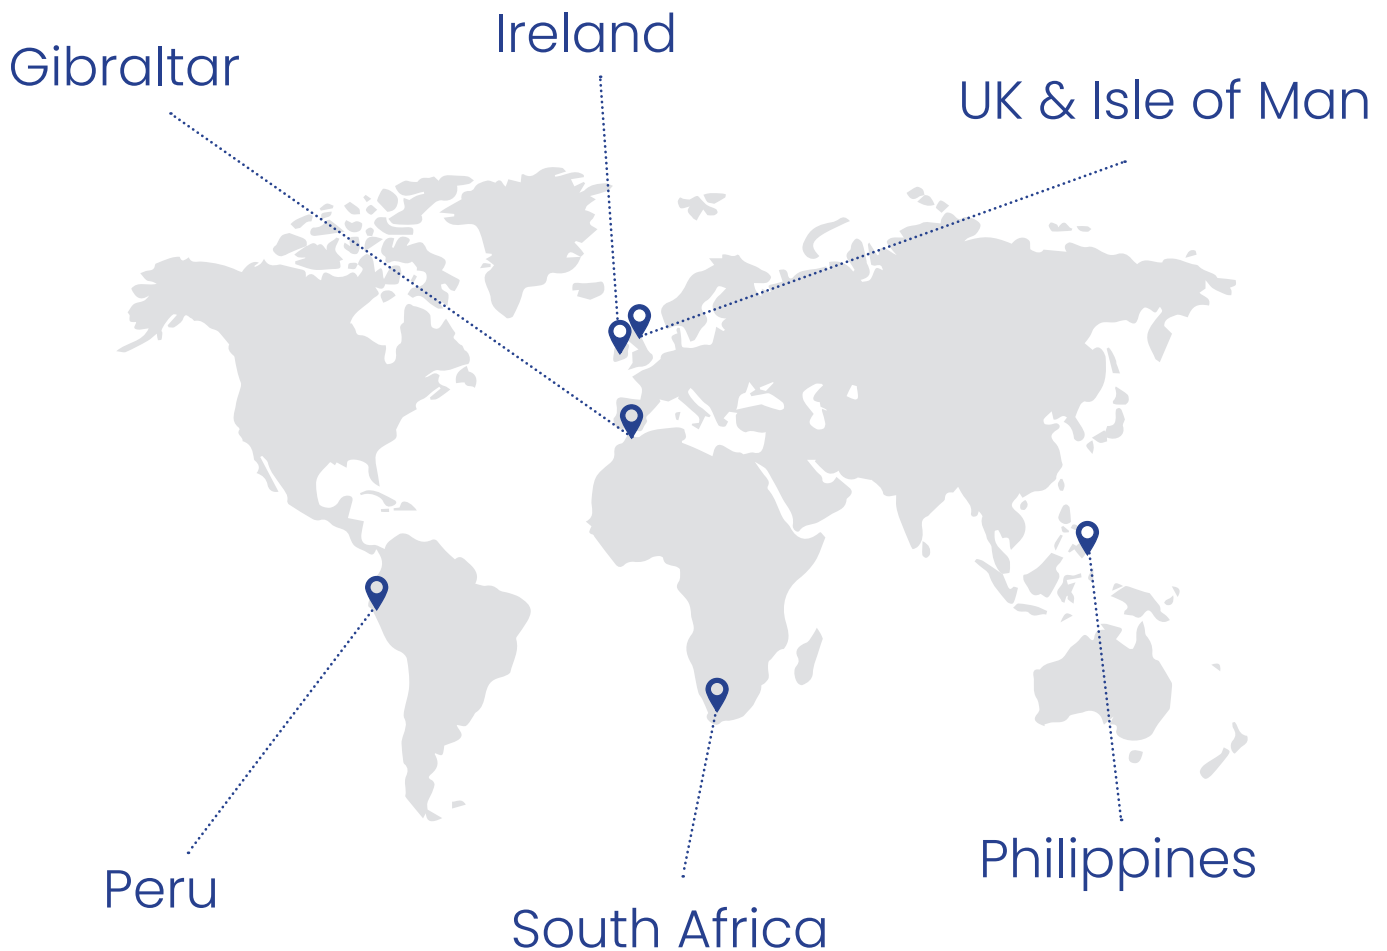 Ireland
Gibraltar
UK & Isle of Man
Peru
South Africa
Philippines